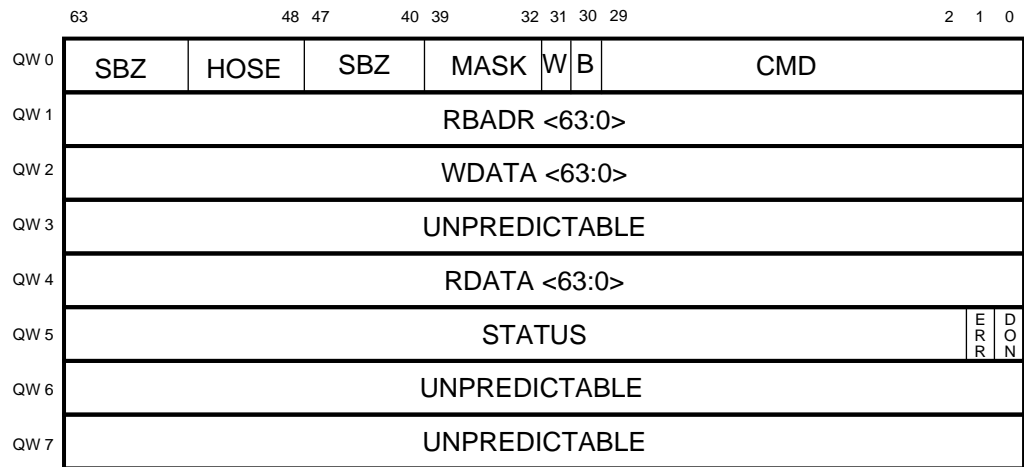 63 48 47 40 39 32 31 30 29 2 1 0
QW 0 SBZ HOSE SBZ MASK W B CMD
QW 1 RBADR <63:0>
QW 2 WDATA <63:0>
QW 3 UNPREDICTABLE
QW 4 RDATA <63:0>
QW 5 STATUS ERR DON
QW 6 UNPREDICTABLE
QW 7 UNPREDICTABLE